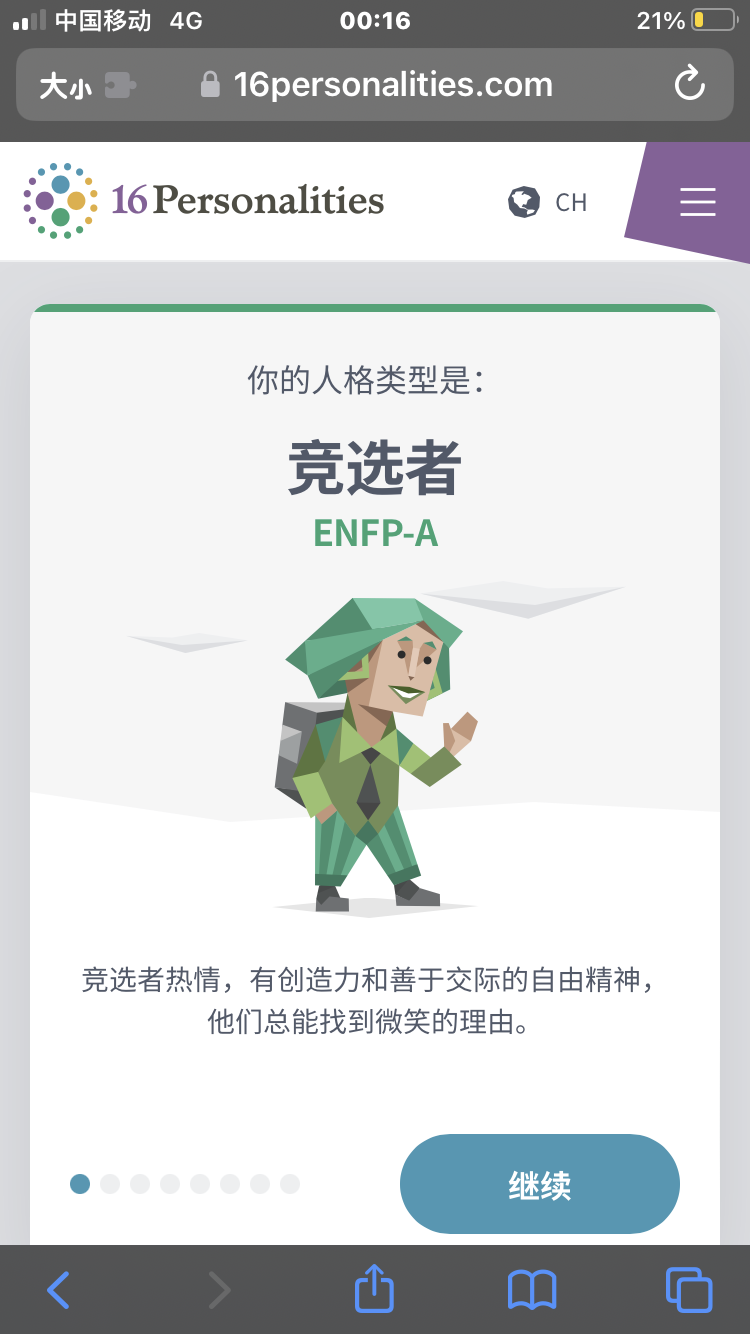 中国移动 4G 00:16 21%
大小 16personalities.com
16Personalities CH
你的人格类型是：
竞选者
ENFP-A
竞选者热情，有创造力和善于交际的自由精神，
他们总能找到微笑的理由。
继续